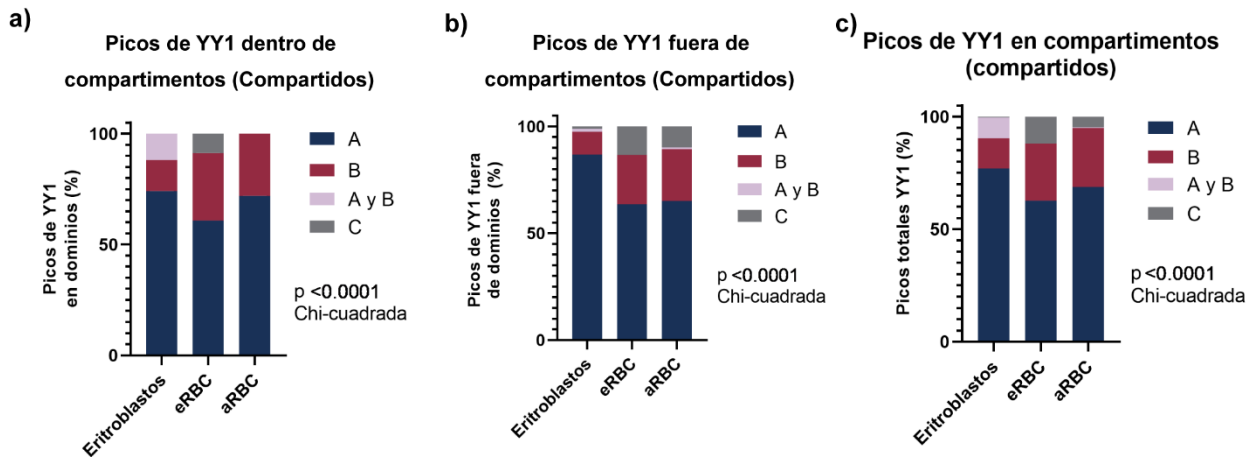 a)
Picos de YY1 dentro de
compartimentos (Compartidos)
Picos de YY1
en dominios (%)
100
50
0
Eritroblastos
eRBC
aRBC
A
B
A y B
C
p <0.0001
Chi-cuadrada
b)
Picos de YY1 fuera de
compartimentos (Compartidos)
Picos de YY1 fuera
de dominios (%)
100
50
0
Eritroblastos
eRBC
aRBC
A
B
A y B
C
p <0.0001
Chi-cuadrada
c)
Picos de YY1 en compartimentos
(compartidos)
Picos totales YY1 (%)
100
50
0
Eritroblastos
eRBC
aRBC
A
B
A y B
C
p <0.0001
Chi-cuadrada